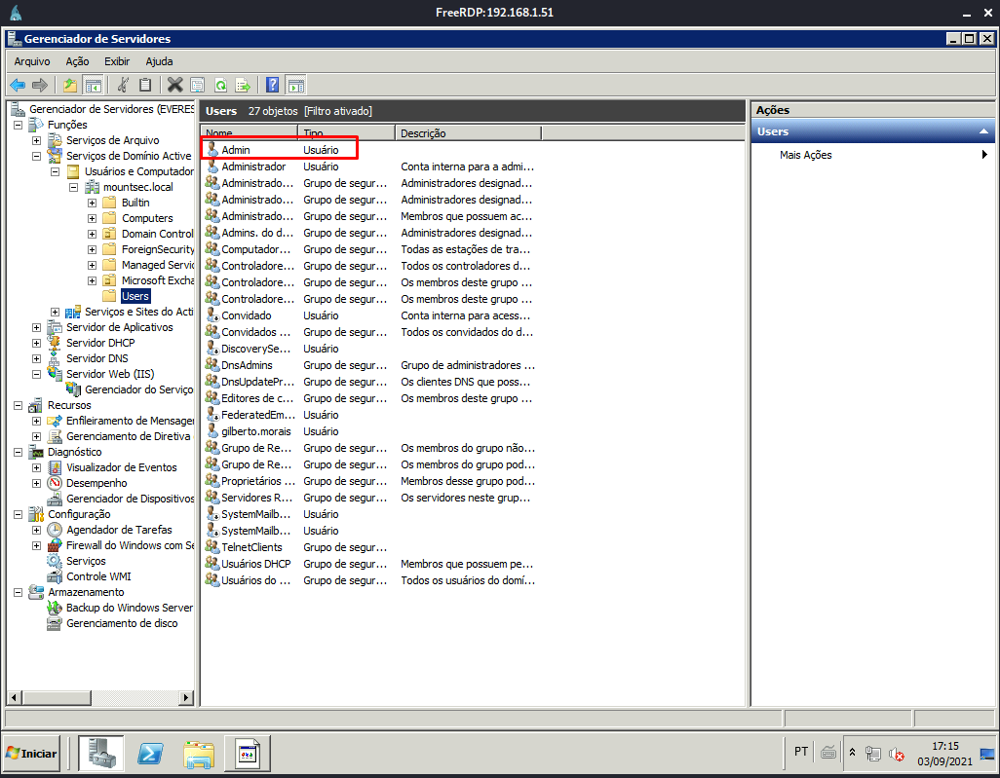 FreeRDP: 192.168.1.51
Gerenciador de Servidores
Arquivo Ação Exibir Ajuda
Gerenciador de Servidores (EVERES
Funções
Serviços de Arquivo
Serviços de Domínio Active
Usuários e Computador
mountsec.local
Builtin
Computers
Domain Control
ForeignSecurity
Managed Servic
Microsoft Excha
Users
Serviços e Sites do Acti
Servidor de Aplicativos
Servidor DHCP
Servidor DNS
Servidor Web (IIS)
Gerenciador do Serviço
Recursos
Enfileiramento de Mensager
Gerenciamento de Diretiva
Diagnóstico
Visualizador de Eventos
Desempenho
Gerenciador de Dispositivos
Configuração
Agendador de Tarefas
Firewall do Windows com Se
Serviços
Controle WMI
Armazenamento
Backup do Windows Server
Gerenciamento de disco
Users 27 objetos [Filtro ativado]
Nome Tipo Descrição
Admin Usuário
Administrador Usuário Conta interna para a admi...
Administrado... Grupo de segur... Administradores designad...
Administrado... Grupo de segur... Administradores designad...
Administrado... Grupo de segur... Membros que possuem ac...
Admins. do d... Grupo de segur... Administradores designad...
Computador... Grupo de segur... Todas as estações de tra...
Controladore... Grupo de segur... Todos os controladores d...
Controladore... Grupo de segur... Os membros deste grupo ...
Controladore... Grupo de segur... Os membros deste grupo ...
Convidado Usuário Conta interna para acess...
Convidados ... Grupo de segur... Todos os convidados do d...
DiscoverySe... Usuário
DnsAdmins Grupo de segur... Grupo de administradores ...
DnsUpdatePr... Grupo de segur... Os clientes DNS que poss...
Editores de c... Grupo de segur... Os membros deste grupo ...
FederatedEm... Usuário
gilberto.morais Usuário
Grupo de Re... Grupo de segur... Os membros do grupo não...
Grupo de Re... Grupo de segur... Os membros do grupo pod...
Proprietários ... Grupo de segur... Membros desse grupo pod...
Servidores R... Grupo de segur... Os servidores neste grup...
SystemMailb... Usuário
SystemMailb... Usuário
TelnetClients Grupo de segur...
Usuários DHCP Grupo de segur... Membros que possuem pe...
Usuários do ... Grupo de segur... Todos os usuários do domí...
Ações
Users
Mais Ações
Iniciar
PT
17:15
03/09/2021